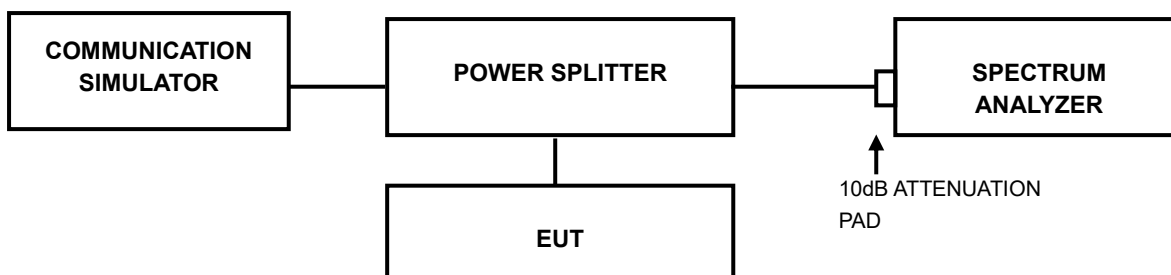 COMMUNICATION
SIMULATOR
POWER SPLITTER
SPECTRUM
ANALYZER
10dB ATTENUATION
PAD
EUT